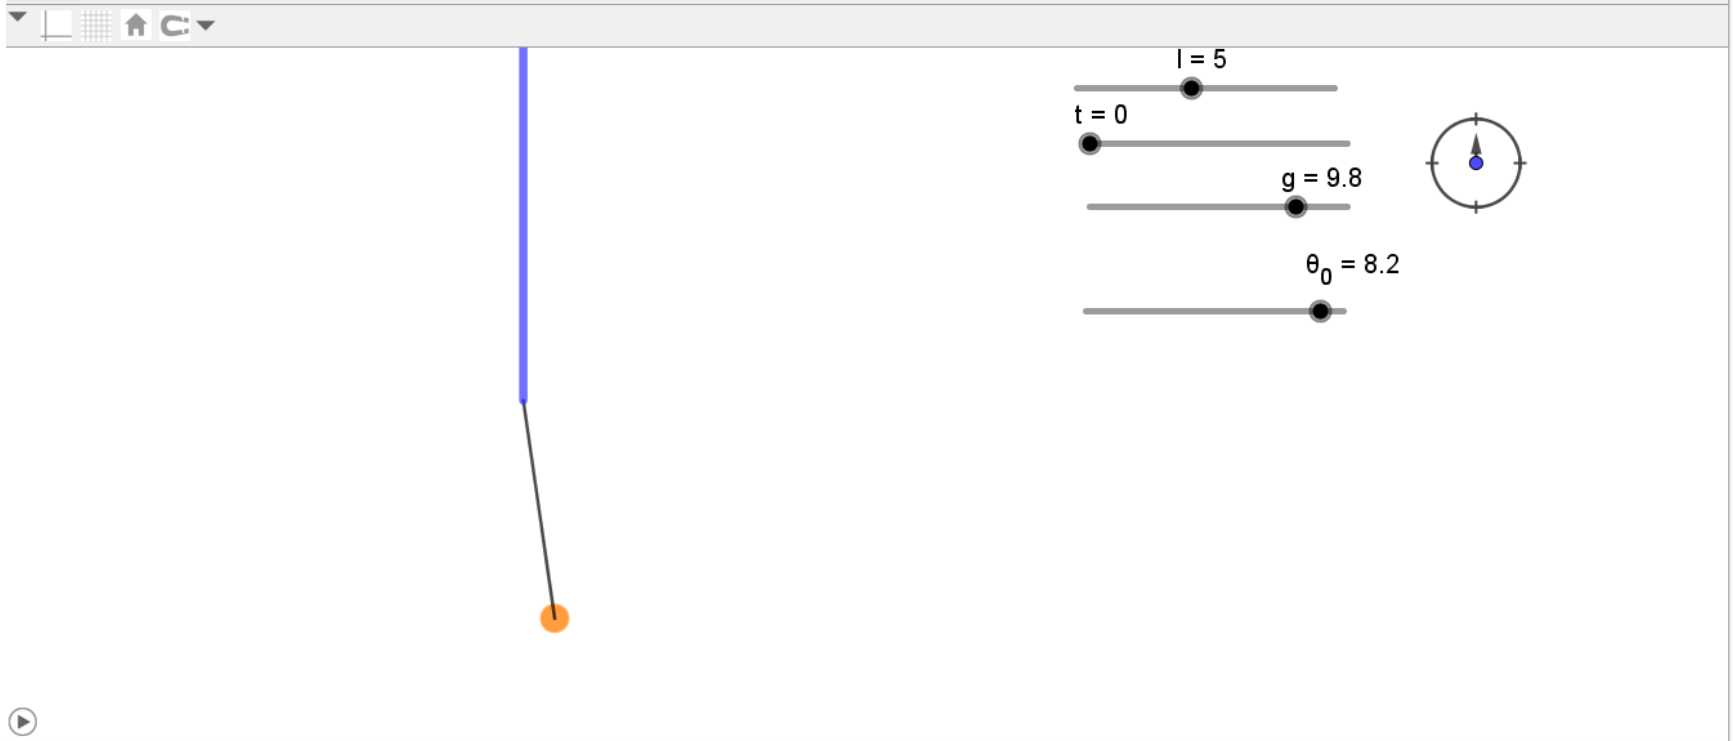 l = 5
t = 0
g = 9.8
θ₀ = 8.2